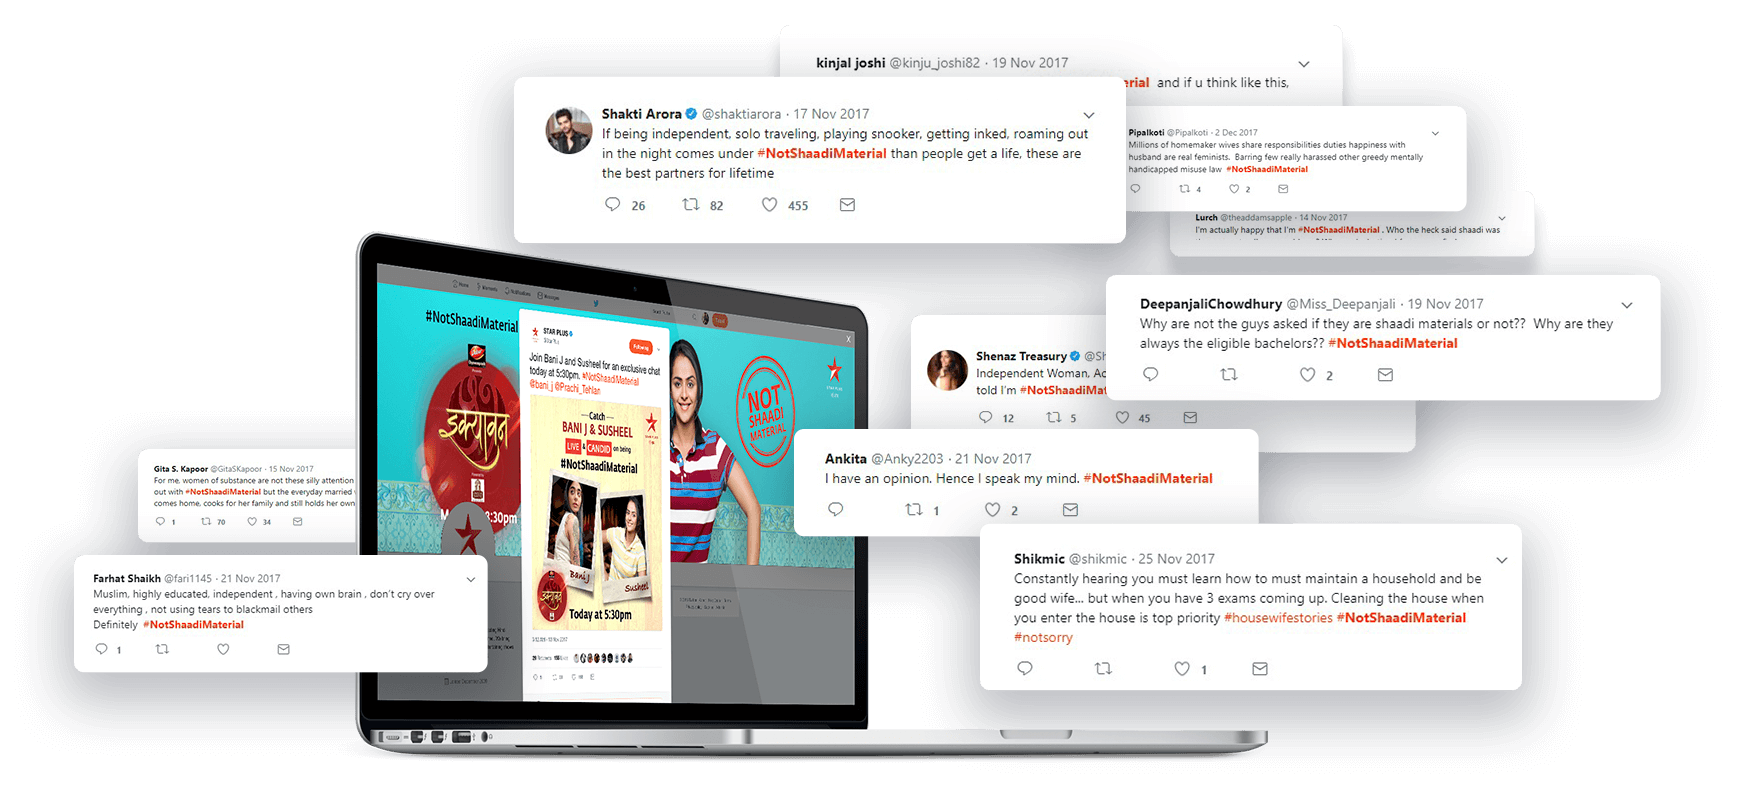 kinjal joshi @kinju_joshi82 · 19 Nov 2017
erial and if u think like this,
Shakti Arora @shaktiarora · 17 Nov 2017
If being independent, solo traveling, playing snooker, getting inked, roaming out
in the night comes under #NotShaadiMaterial than people get a life, these are
the best partners for lifetime
26 82 455
Pipalkoti @Pipalkoti · 2 Dec 2017
Millions of homemaker wives share responsibilities duties happiness with
husband are real feminists. Barring few really harassed other greedy mentally
handicapped misuse law #NotShaadiMaterial
4 2
Lurch @theaddamsapple · 14 Nov 2017
I'm actually happy that I'm #NotShaadiMaterial . Who the heck said shaadi was
DeepanjaliChowdhury @Miss_Deepanjali · 19 Nov 2017
Why are not the guys asked if they are shaadi materials or not?? Why are they
always the eligible bachelors?? #NotShaadiMaterial
2
Shenaz Treasury @Sh
Independent Woman, Ac
told I'm #NotShaadiMat
12 5 45
Ankita @Anky2203 · 21 Nov 2017
I have an opinion. Hence I speak my mind. #NotShaadiMaterial
1 2
Shikmic @shikmic · 25 Nov 2017
Constantly hearing you must learn how to must maintain a household and be
good wife... but when you have 3 exams coming up. Cleaning the house when
you enter the house is top priority #housewifestories #NotShaadiMaterial
#notsorry
1
Gita S. Kapoor @GitaSKapoor · 15 Nov 2017
For me, women of substance are not these silly attention
out with #NotShaadiMaterial but the everyday married
comes home, cooks for her family and still holds her own
1 70 34
Farhat Shaikh @fari1145 · 21 Nov 2017
Muslim, highly educated, independent , having own brain , don't cry over
everything , not using tears to blackmail others
Definitely #NotShaadiMaterial
1
#NotShaadiMaterial
इक्यावन
8:30pm
STAR PLUS
Following
Join Bani J and Susheel for an exclusive chat
today at 5:30pm. #NotShaadiMaterial
@bani_j @Prachi_Tehlan
Catch
BANI J & SUSHEEL
LIVE & CANDID on being
#NotShaadiMaterial
Bani J
Susheel
इक्यावन
Today at 5:30pm
NOT
SHAADI
MATERIAL
X